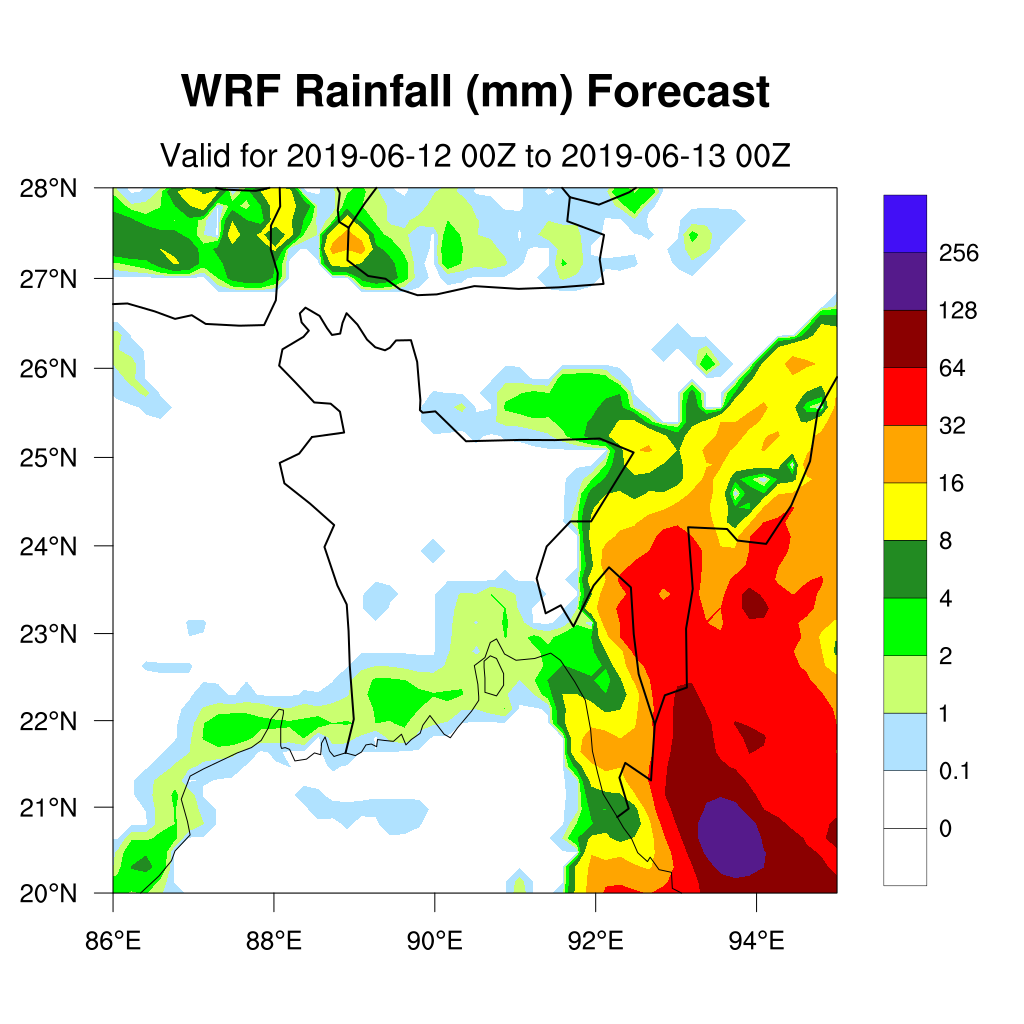 WRF Rainfall (mm) Forecast
Valid for 2019-06-12 00Z to 2019-06-13 00Z
28°N
27°N
26°N
25°N
24°N
23°N
22°N
21°N
20°N
86°E 88°E 90°E 92°E 94°E
256
128
64
32
16
8
4
2
1
0.1
0